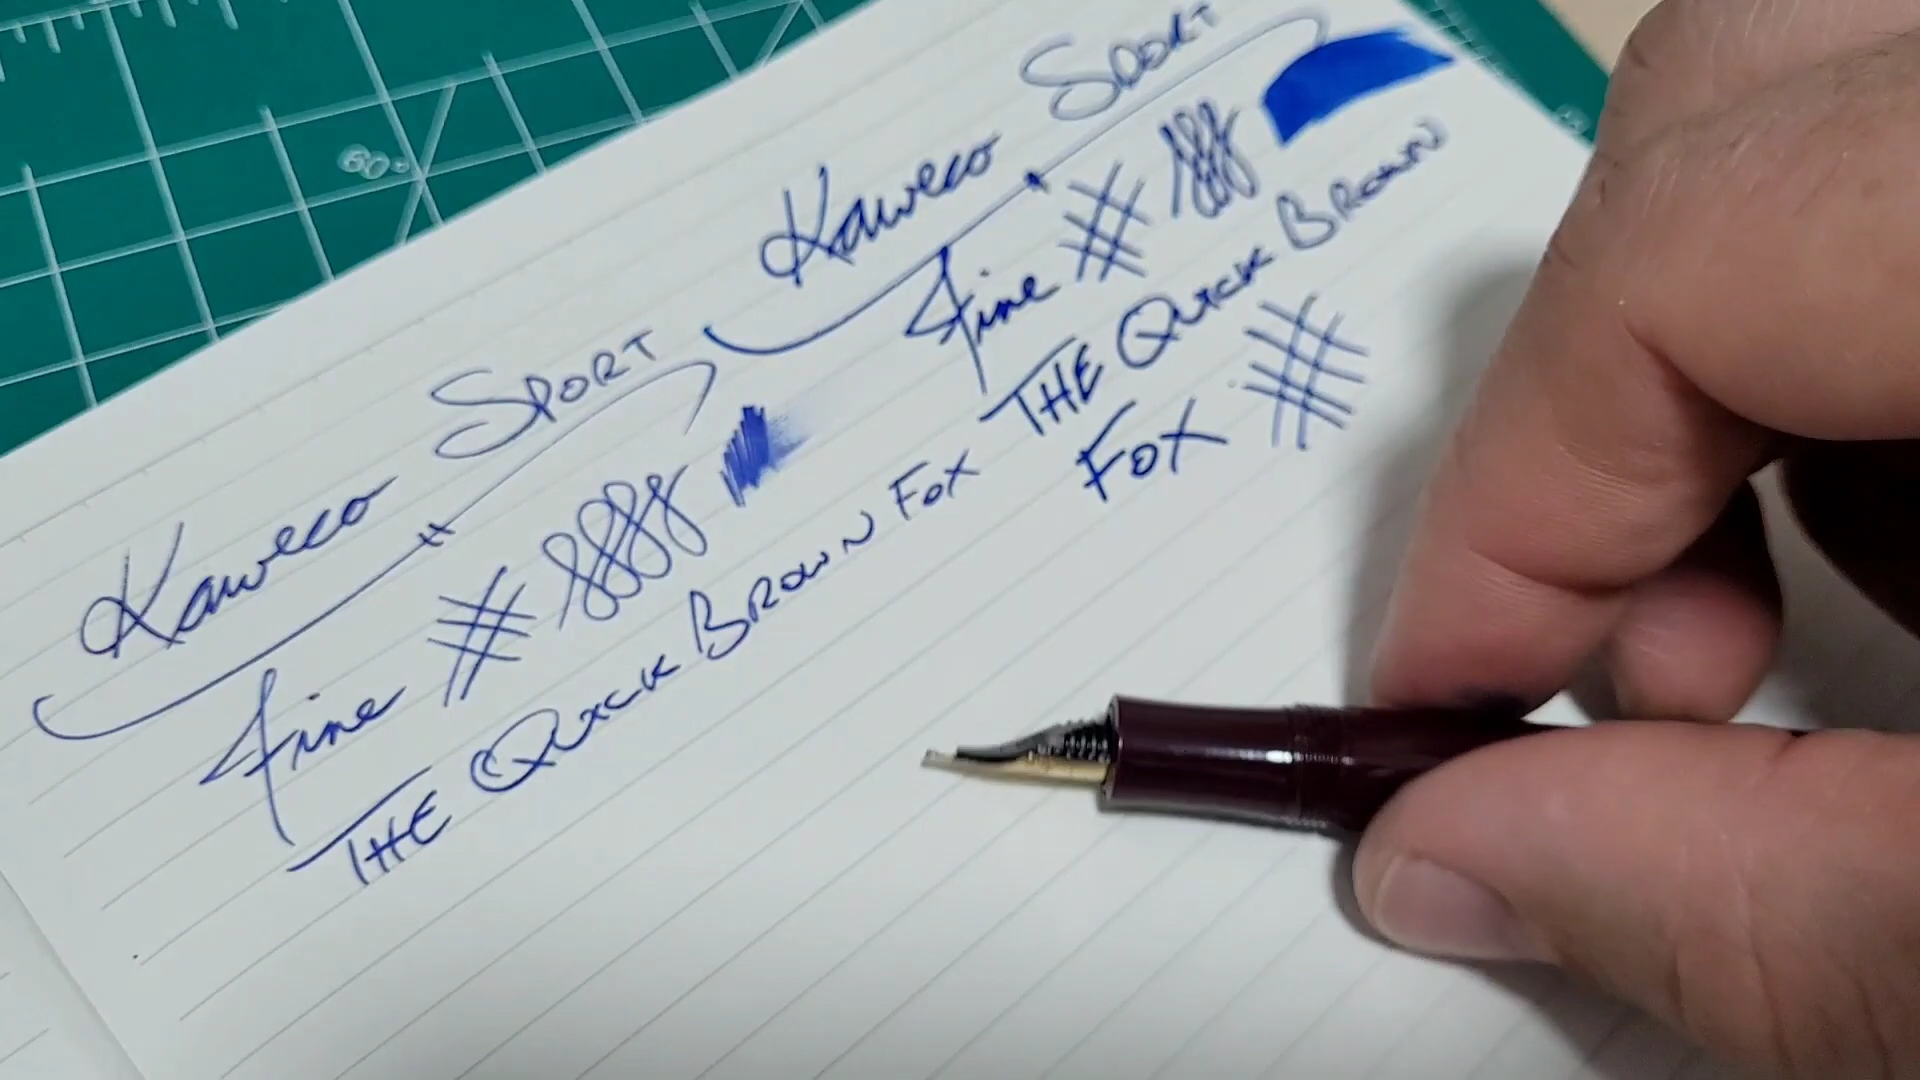 Kaweco SPORT
Fine
THE QUICK BROWN FOX
Kaweco SPORT
Fine
THE QUICK BROWN
FOX
60°